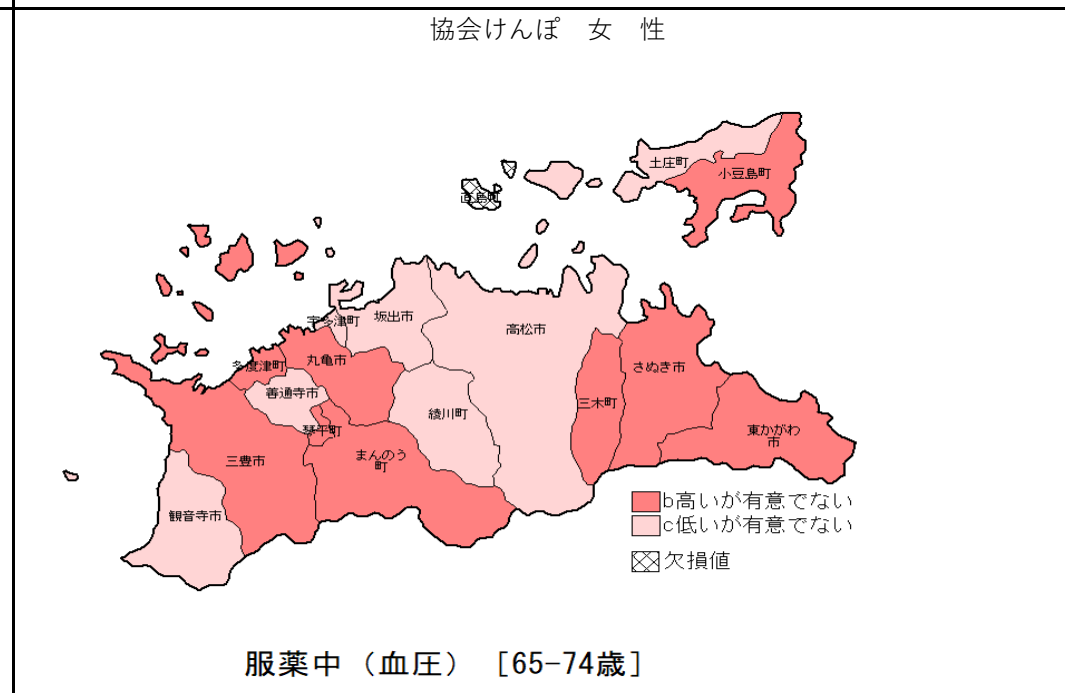 協会けんぽ 女 性
土庄町
小豆島町
直島町
宇多津町
坂出市
高松市
多度津町
丸亀市
さぬき市
善通寺市
三木町
綾川町
琴平町
東かがわ
市
三豊市
まんのう
町
観音寺市
b高いが有意でない
c低いが有意でない
欠損値
服薬中(血圧) [65-74歳]